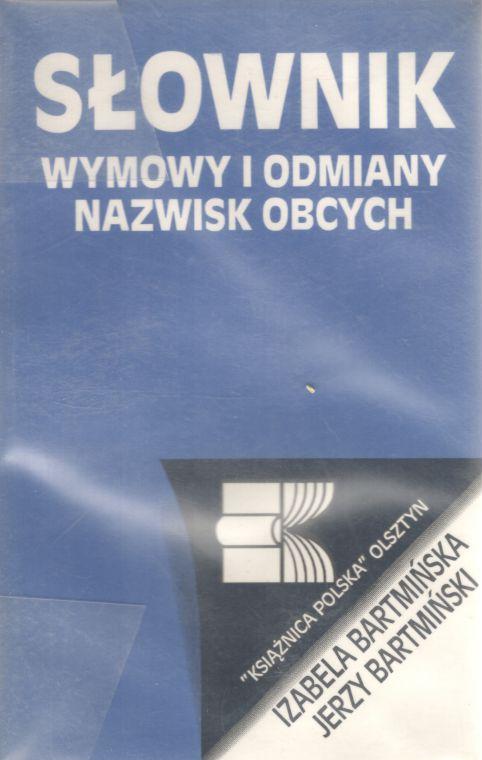 SŁOWNIK
WYMOWY I ODMIANY
NAZWISK OBCYCH
"KSIĄŻNICA POLSKA" OLSZTYN
IZABELA BARTMIŃSKA
JERZY BARTMIŃSKI